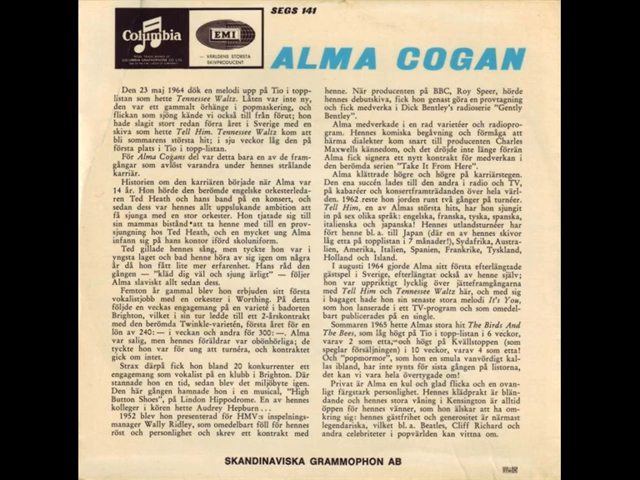 SEGS 141
Columbia
EMI
VÄRLDENS STÖRSTA
SKIVPRODUCENT
ALMA COGAN
Den 23 maj 1964 dök en melodi upp på Tio i topp-
listan som hette Tennessee Waltz. Låten var inte ny,
den var ett gammalt örhänge i popmaskering, och
flickan som sjöng kände vi också till från förut; hon
hade slagit stort redan förra året i Sverige med en
skiva som hette Tell Him. Tennessee Waltz kom att
bli sommarens största hit; i sju veckor låg den på
första plats i Tio i topp-listan.
För Alma Cogans del var detta bara en av de fram-
gångar som avlöst varandra under hennes strålande
karriär.
Historien om den karriären började när Alma var
14 år. Hon hörde den berömde engelske orkesterleda-
ren Ted Heath och hans band på en konsert, och
sedan dess var hennes allt uppslukande ambition att
få sjunga med en stor orkester. Hon tjatade sig till
sin mammas bistånd att ta henne med till en prov-
sjungning hos Ted Heath, och en mycket ung Alma
infann sig på hans kontor iförd skoluniform.
Ted gillade hennes sång, men tyckte hon var i
yngsta laget och bad henne höra av sig igen om några
år då hon fått lite mer erfarenhet. Hans råd den
gången — "kläd dig väl och sjung ärligt" — följer
Alma slaviskt allt sedan dess.
Femton år gammal blev hon erbjuden sitt första
vokalistjobb med en orkester i Worthing. På detta
följde en veckas engagemang på en varieté i badorten
Brighton, vilket i sin tur ledde till ett 2-årskontrakt
med den berömda Twinkle-varietén, första året för en
lön av 240: — i veckan och andra för 300: —. Alma
var salig, men hennes föräldrar var obönhörliga; de
tyckte hon var för ung att turnéra, och kontraktet
gick om intet.
Strax därpå fick hon bland 20 konkurrenter ett
engagemang som vokalist på en klubb i Brighton. Där
stannade hon en tid, sedan blev det miljöbyte igen.
Den här gången hamnade hon i en musical, "High
Button Shoes", på Lindon Hippodrome. En av hennes
kolleger i kören hette Audrey Hepburn . . .
1952 blev hon presenterad för HMV:s inspelnings-
manager Wally Ridley, som omedelbart föll för hennes
röst och personlighet och skrev ett kontrakt med
henne. När producenten på BBC, Roy Speer, hörde
hennes debutskiva, fick hon genast göra en provtagning
och fick medverka i Dick Bentley's radioserie "Gently
Bentley".
Alma medverkade i en rad varietéer och radiopro-
gram. Hennes komiska begåvning och förmåga att
härma dialekter kom snart till producenten Charles
Maxwells kännedom, och det dröjde inte länge förrän
Alma fick signera ett nytt kontrakt för medverkan i
den berömda serien "Take It From Here".
Alma klättrade högre och högre på karriärstegen.
Den ena succén lades till den andra i radio och TV,
på kabaréer och konsertframträdanden över hela värl-
den. 1962 reste hon jorden runt två gånger på turnéer.
Tell Him, en av Almas största hits, har hon sjungit
in på sex olika språk: engelska, franska, tyska, spanska,
italienska och japanska! Hennes utlandsturnéer har
fört henne bl. a. till Japan (där en av hennes skivor
låg etta på topplistan i 7 månader!), Sydafrika, Austra-
lien, Amerika, Italien, Spanien, Frankrike, Tyskland,
Holland och Island.
I augusti 1964 gjorde Alma sitt första efterlängtade
gästspel i Sverige, efterlängtat också av henne själv;
hon var uppriktigt lycklig över jätteframgångarna
med Tell Him och Tennessee Waltz här, och med sig
i bagaget hade hon sin senaste stora melodi It's You,
som hon lanserade i ett TV-program och som omedel-
bart publicerades på en single.
Sommaren 1965 hette Almas stora hit The Birds And
The Bees, som låg högt på Tio i topp-listan i 6 veckor,
varav 2 som etta, och högt på Kvällstoppen (som
speglar försäljningen) i 10 veckor, varav 4 som etta!
Och "popmormor", som hon en smula vanvördigt kal-
las ibland, har inte synts för sista gången på listorna,
det kan vi vara helt övertygade om!
Privat är Alma en kul och glad flicka och en ovan-
ligt färgstark personlighet. Hennes klädprakt är blän-
dande och hennes stora våning i Kensington är alltid
öppen för hennes vänner, som hon älskar att ha om-
kring sig; hennes gästfrihet och generositet är närmast
legendariska, vilket bl. a. Beatles, Cliff Richard och
andra celebriteter i popvärlden kan vittna om.
SKANDINAVISKA GRAMMOPHON AB